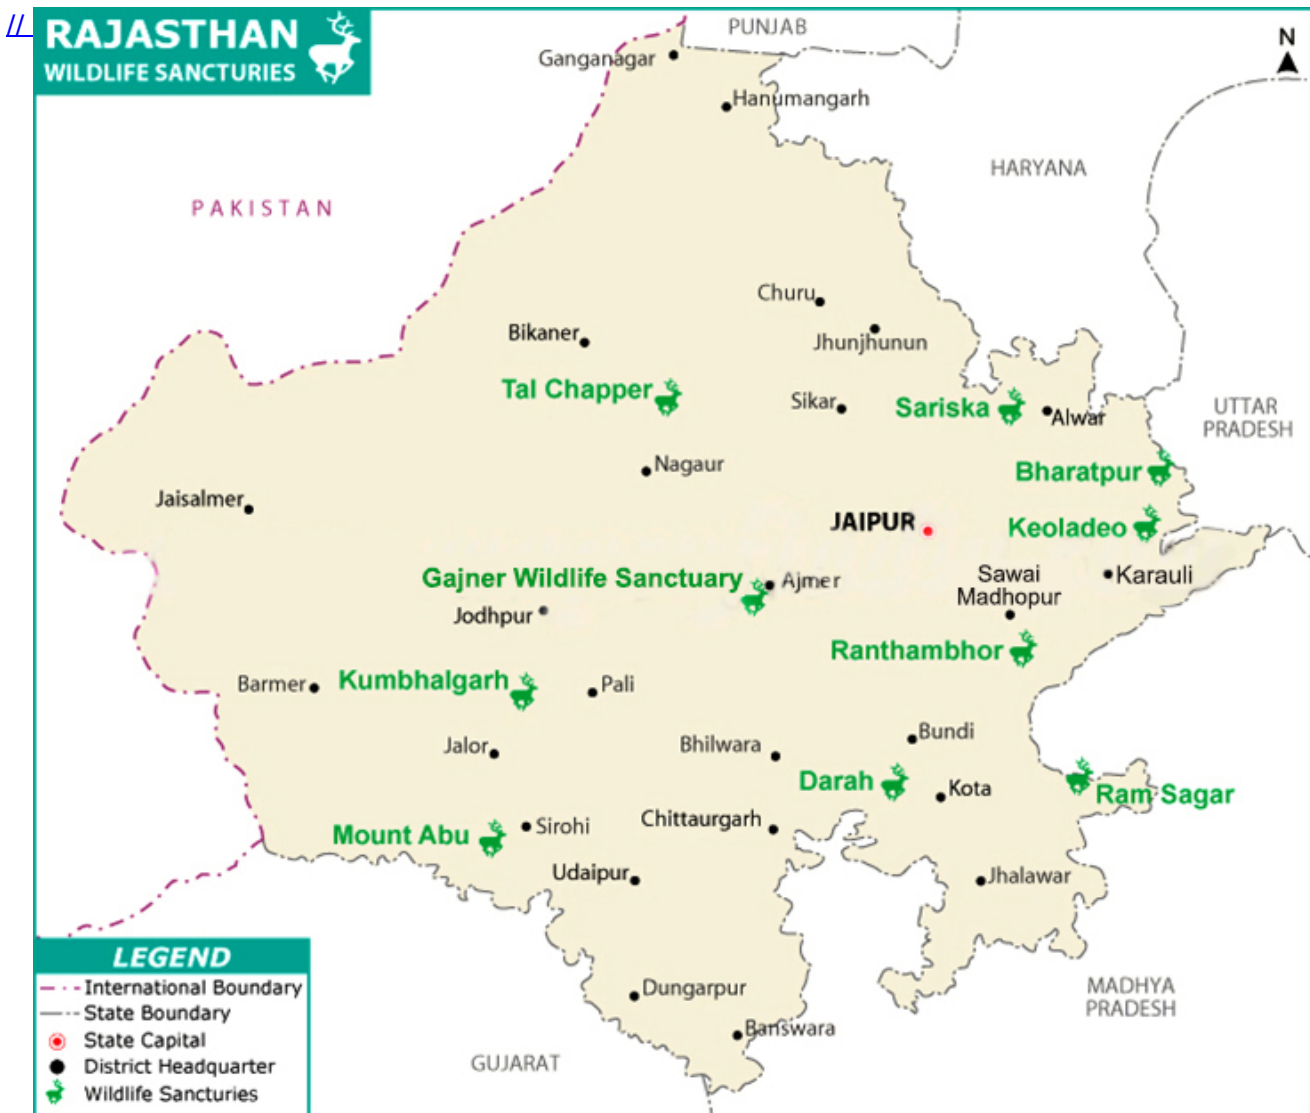 //
RAJASTHAN
WILDLIFE SANCTURIES
PUNJAB
N
Ganganagar
Hanumangarh
HARYANA
PAKISTAN
Churu
Bikaner
Jhunjhunun
Tal Chapper
Sikar
Sariska
Alwar
UTTAR
PRADESH
Nagaur
Bharatpur
Jaisalmer
JAIPUR
Keoladeo
Gajner Wildlife Sanctuary
Ajmer
Sawai
Madhopur
Karauli
Jodhpur
Ranthambhor
Barmer
Kumbhalgarh
Pali
Jalor
Bhilwara
Bundi
Darah
Kota
Ram Sagar
Mount Abu
Sirohi
Chittaurgarh
Udaipur
Jhalawar
LEGEND
International Boundary
State Boundary
State Capital
District Headquarter
Wildlife Sancturies
Dungarpur
Banswara
MADHYA
PRADESH
GUJARAT